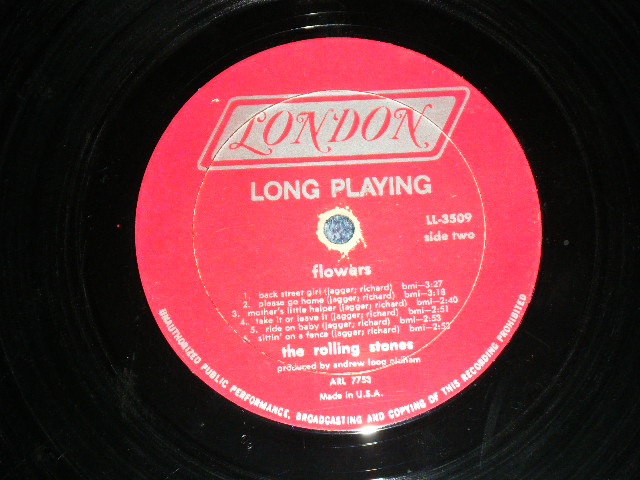 LONDON
LONG PLAYING
LL-3509
side two
flowers
1. back street girl (jagger; richard) bmi—3:27
2. please go home (jagger; richard) bmi—3:18
3. mother's little helper (jagger; richard) bmi—2:40
4. take it or leave it (jagger; richard) bmi—2:51
5. ride on baby (jagger; richard) bmi—2:53
6. sittin' on a fence (jagger; richard) bmi—2:53
the rolling stones
produced by andrew loog oldham
ARL 7753
Made in U.S.A.
UNAUTHORIZED PUBLIC PERFORMANCE, BROADCASTING AND COPYING OF THIS RECORDING PROHIBITED